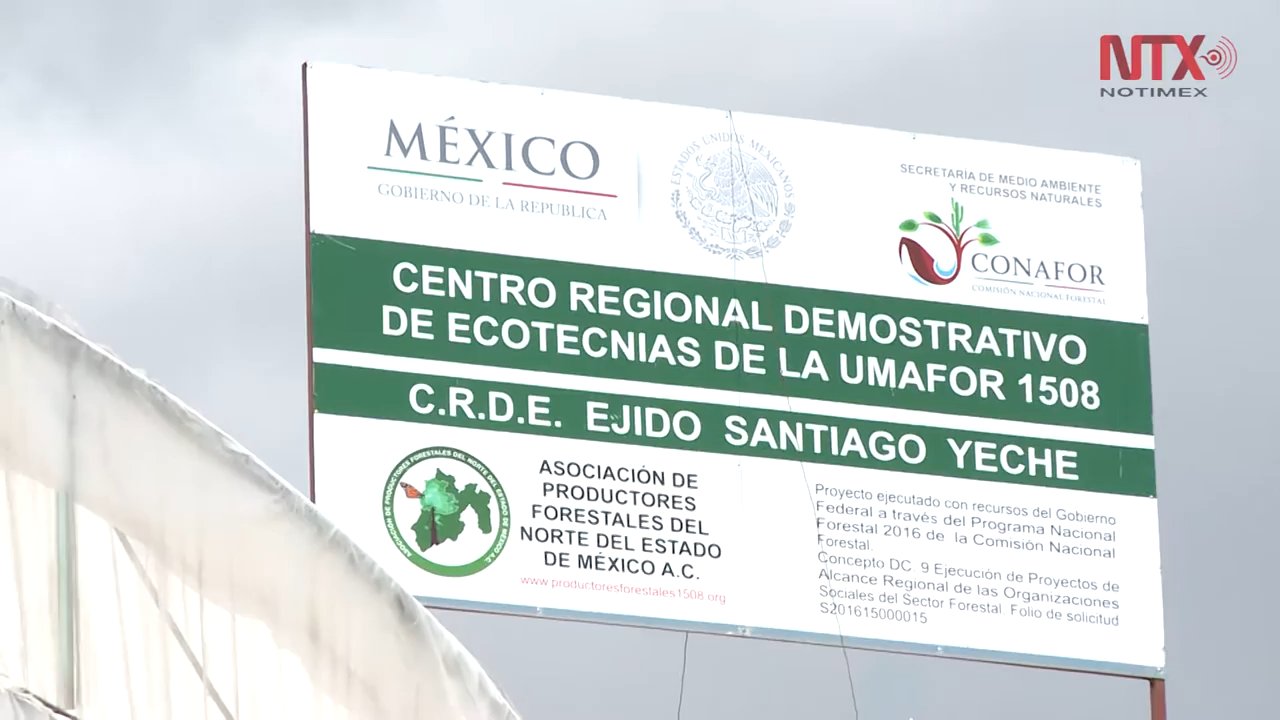 NTX
NOTIMEX
MÉXICO
GOBIERNO DE LA REPUBLICA
ESTADOS UNIDOS MEXICANOS
SECRETARÍA DE MEDIO AMBIENTE
Y RECURSOS NATURALES
CONAFOR
COMISIÓN NACIONAL FORESTAL
CENTRO REGIONAL DEMOSTRATIVO
DE ECOTECNIAS DE LA UMAFOR 1508
C.R.D.E. EJIDO SANTIAGO YECHE
ASOCIACIÓN DE PRODUCTORES FORESTALES DEL NORTE DEL ESTADO DE MÉXICO A.C.
ASOCIACIÓN DE
PRODUCTORES
FORESTALES DEL
NORTE DEL ESTADO
DE MÉXICO A.C.
www.productoresforestales1508.org
Proyecto ejecutado con recursos del Gobierno
Federal a través del Programa Nacional
Forestal 2016 de la Comisión Nacional
Forestal.
Concepto DC. 9 Ejecución de Proyectos de
Alcance Regional de las Organizaciones
Sociales del Sector Forestal. Folio de solicitud
S201615000015